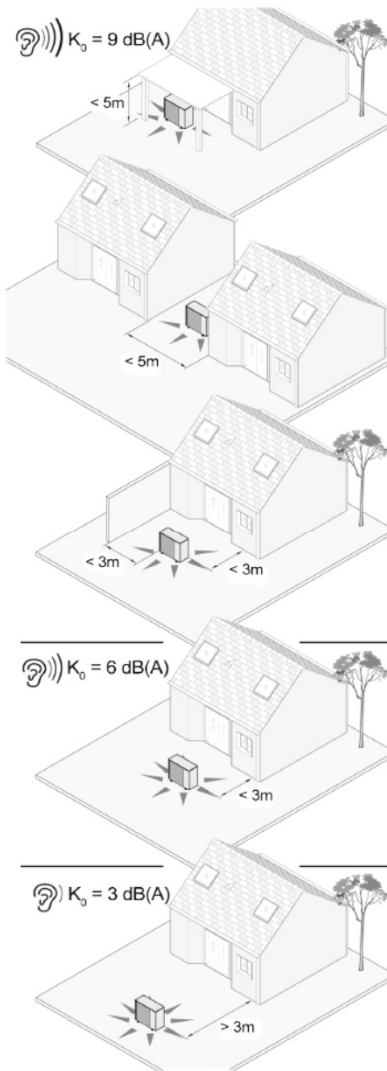 K₀ = 9 dB(A)
< 5m
< 5m
< 3m
< 3m
K₀ = 6 dB(A)
< 3m
K₀ = 3 dB(A)
> 3m